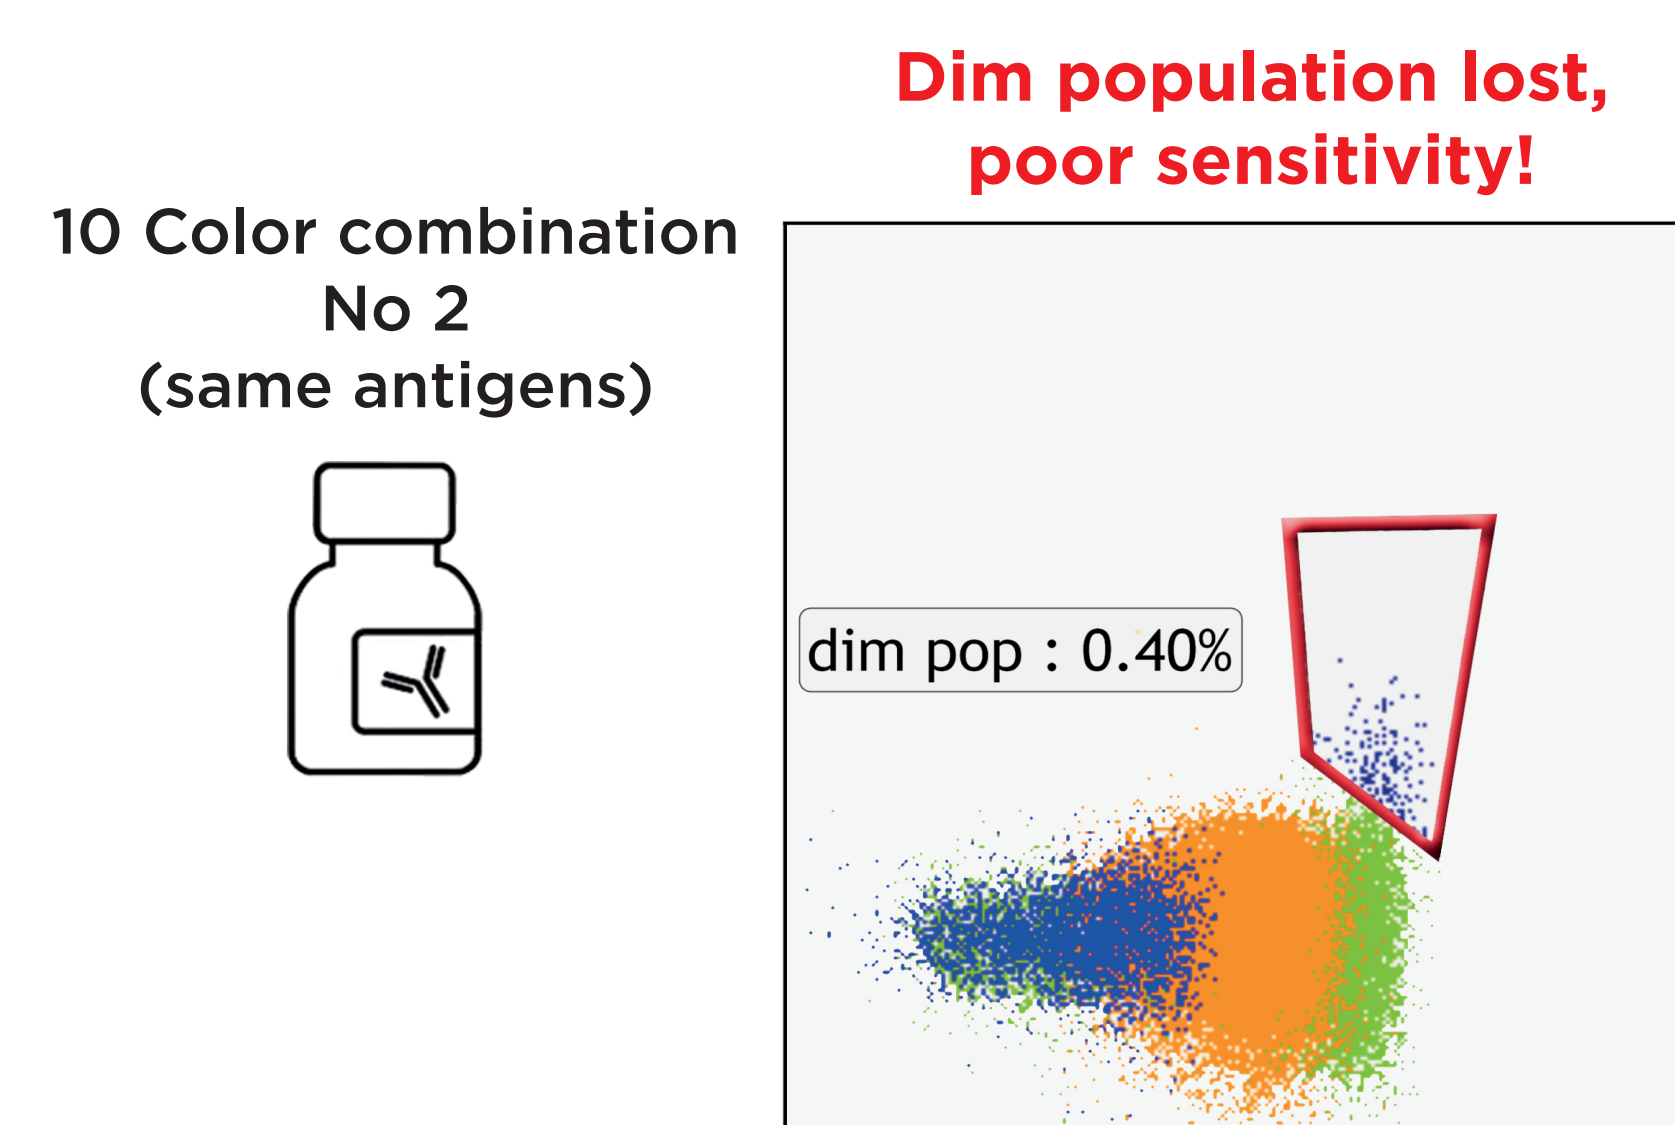 Dim population lost,
poor sensitivity!
10 Color combination
No 2
(same antigens)
dim pop : 0.40%